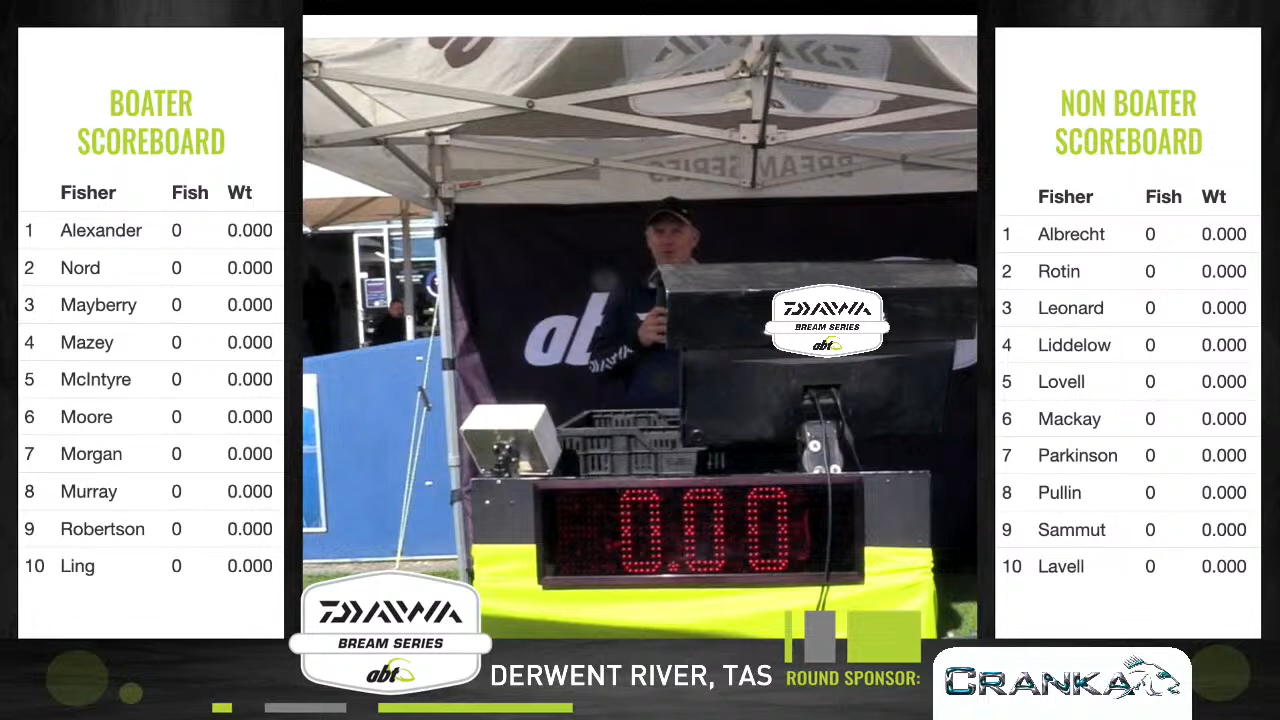 BOATER
SCOREBOARD
Fisher Fish Wt
1 Alexander 0 0.000
2 Nord 0 0.000
3 Mayberry 0 0.000
4 Mazey 0 0.000
5 McIntyre 0 0.000
6 Moore 0 0.000
7 Morgan 0 0.000
8 Murray 0 0.000
9 Robertson 0 0.000
10 Ling 0 0.000
BREAM SERIES
abt
DAIWA
DAIWA
BREAM SERIES
abt
0.00
NON BOATER
SCOREBOARD
Fisher Fish Wt
1 Albrecht 0 0.000
2 Rotin 0 0.000
3 Leonard 0 0.000
4 Liddelow 0 0.000
5 Lovell 0 0.000
6 Mackay 0 0.000
7 Parkinson 0 0.000
8 Pullin 0 0.000
9 Sammut 0 0.000
10 Lavell 0 0.000
DAIWA
BREAM SERIES
abt
DERWENT RIVER, TAS
ROUND SPONSOR:
CRANKA